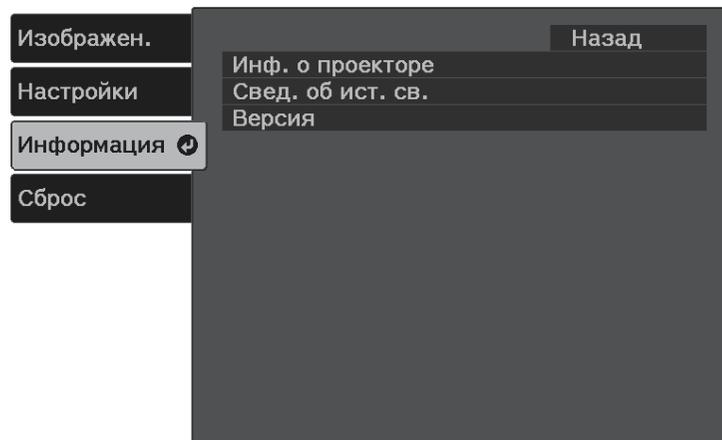 Изображен.
Настройки
Информация
Сброс
Назад
Инф. о проекторе
Свед. об ист. св.
Версия